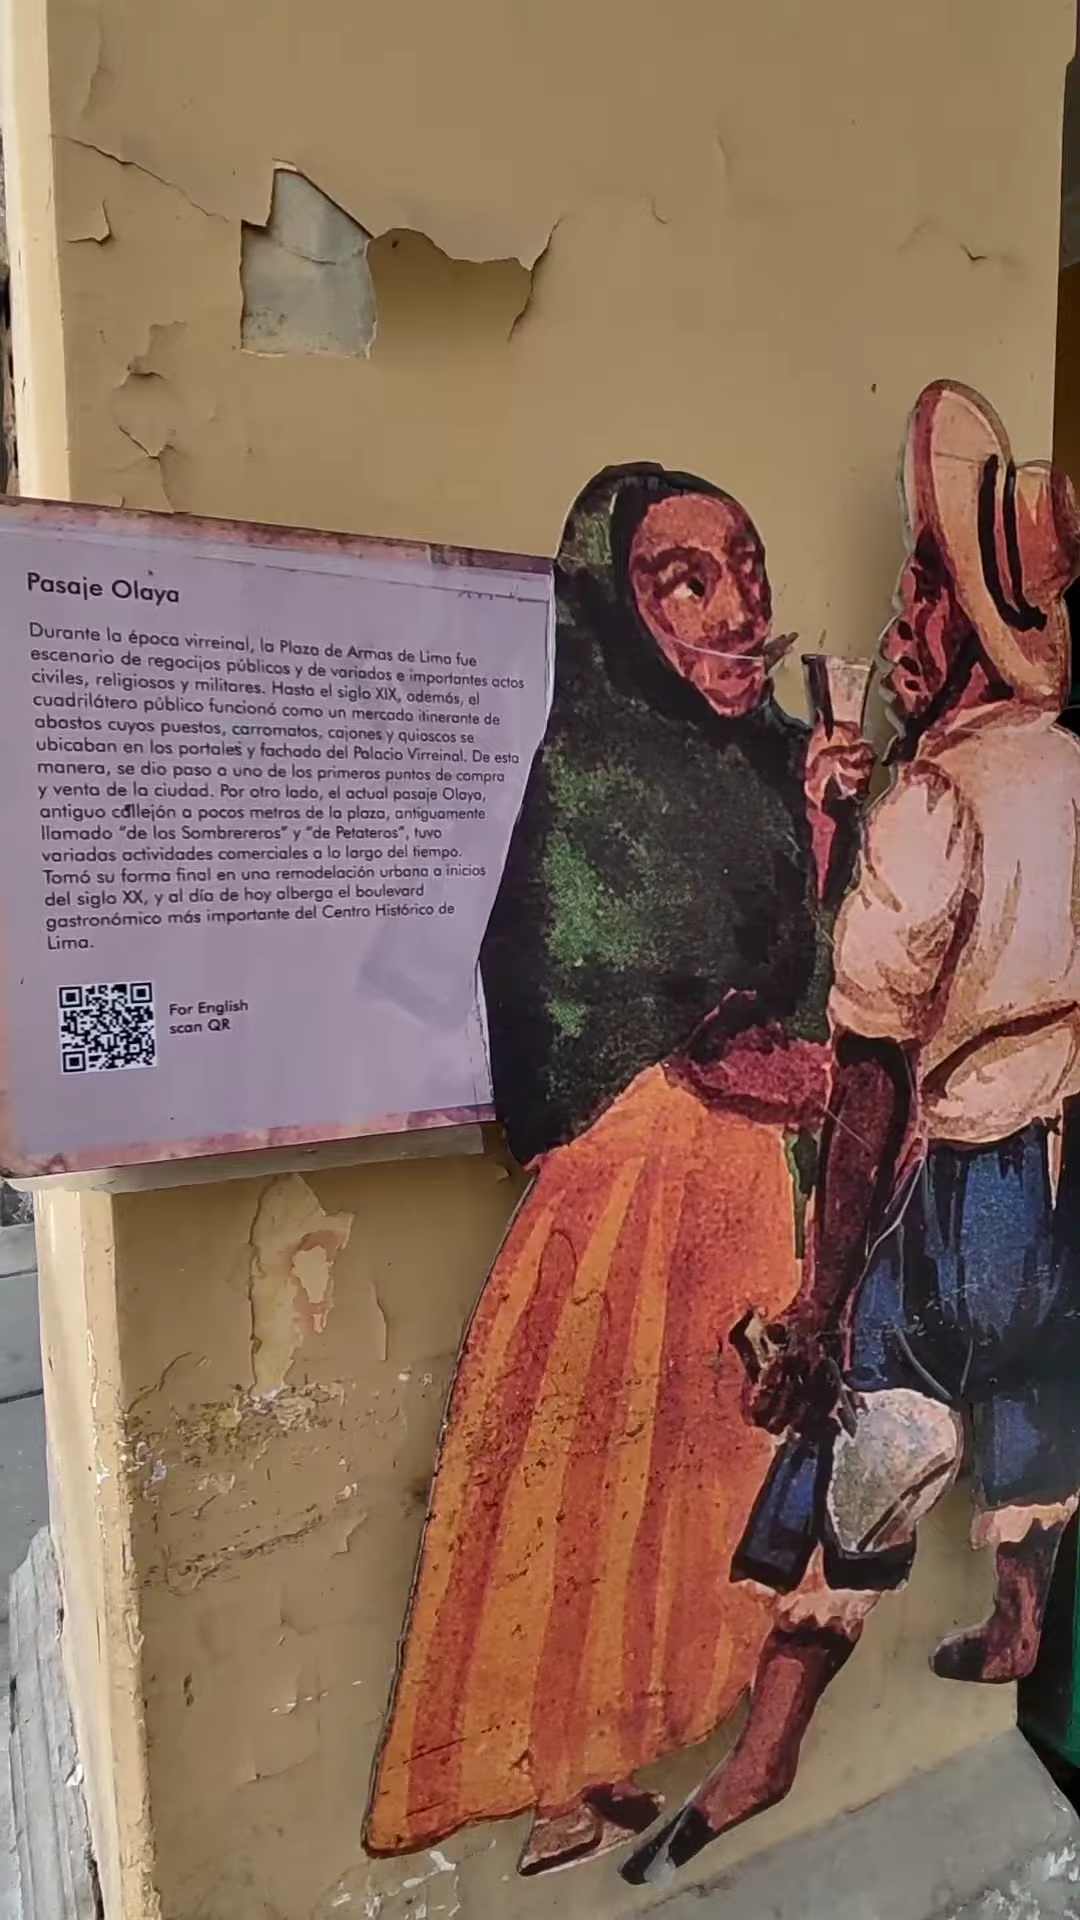 Pasaje Olaya
Durante la época virreinal, la Plaza de Armas de Lima fue
escenario de regocijos públicos y de variados e importantes actos
civiles, religiosos y militares. Hasta el siglo XIX, además, el
cuadrilátero público funcionó como un mercado itinerante de
abastos cuyos puestos, carromatos, cajones y quioscos se
ubicaban en los portales y fachada del Palacio Virreinal. De esta
manera, se dio paso a uno de los primeros puntos de compra
y venta de la ciudad. Por otro lado, el actual pasaje Olaya,
antiguo callejón a pocos metros de la plaza, antiguamente
llamado “de los Sombrereros” y “de Petateros”, tuvo
variadas actividades comerciales a lo largo del tiempo.
Tomó su forma final en una remodelación urbana a inicios
del siglo XX, y al día de hoy alberga el boulevard
gastronómico más importante del Centro Histórico de
Lima.
For English
scan QR